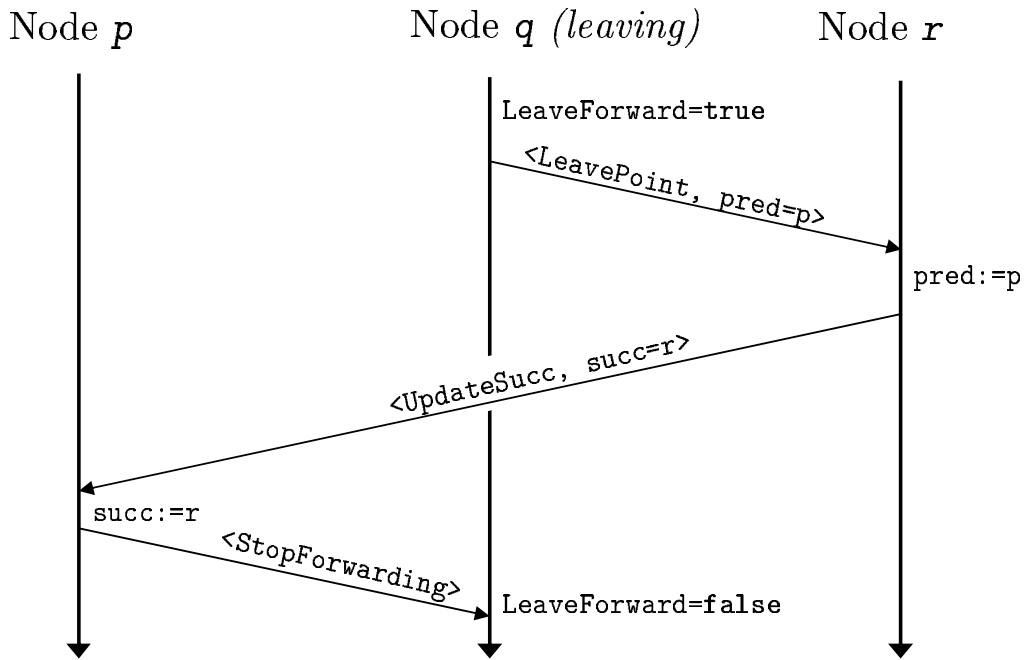 Node p
Node q (leaving)
Node r
LeaveForward=true
<LeavePoint, pred=p>
pred:=p
<UpdateSucc, succ=r>
succ:=r
<StopForwarding>
LeaveForward=false